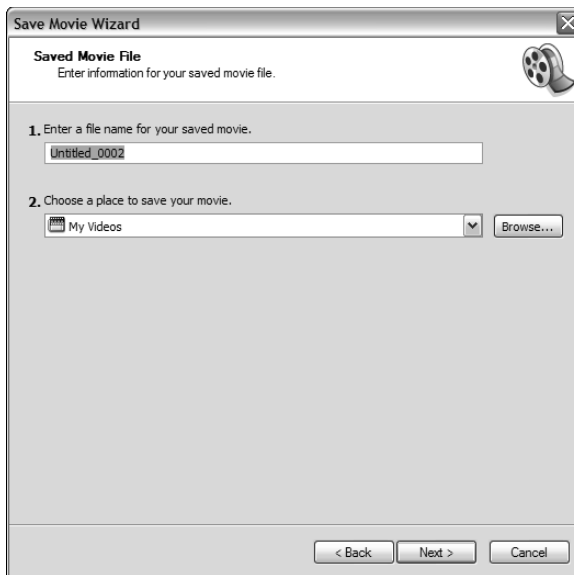 Save Movie Wizard
Saved Movie File
Enter information for your saved movie file.
1. Enter a file name for your saved movie.
Untitled_0002
2. Choose a place to save your movie.
My Videos
Browse...
< Back
Next >
Cancel